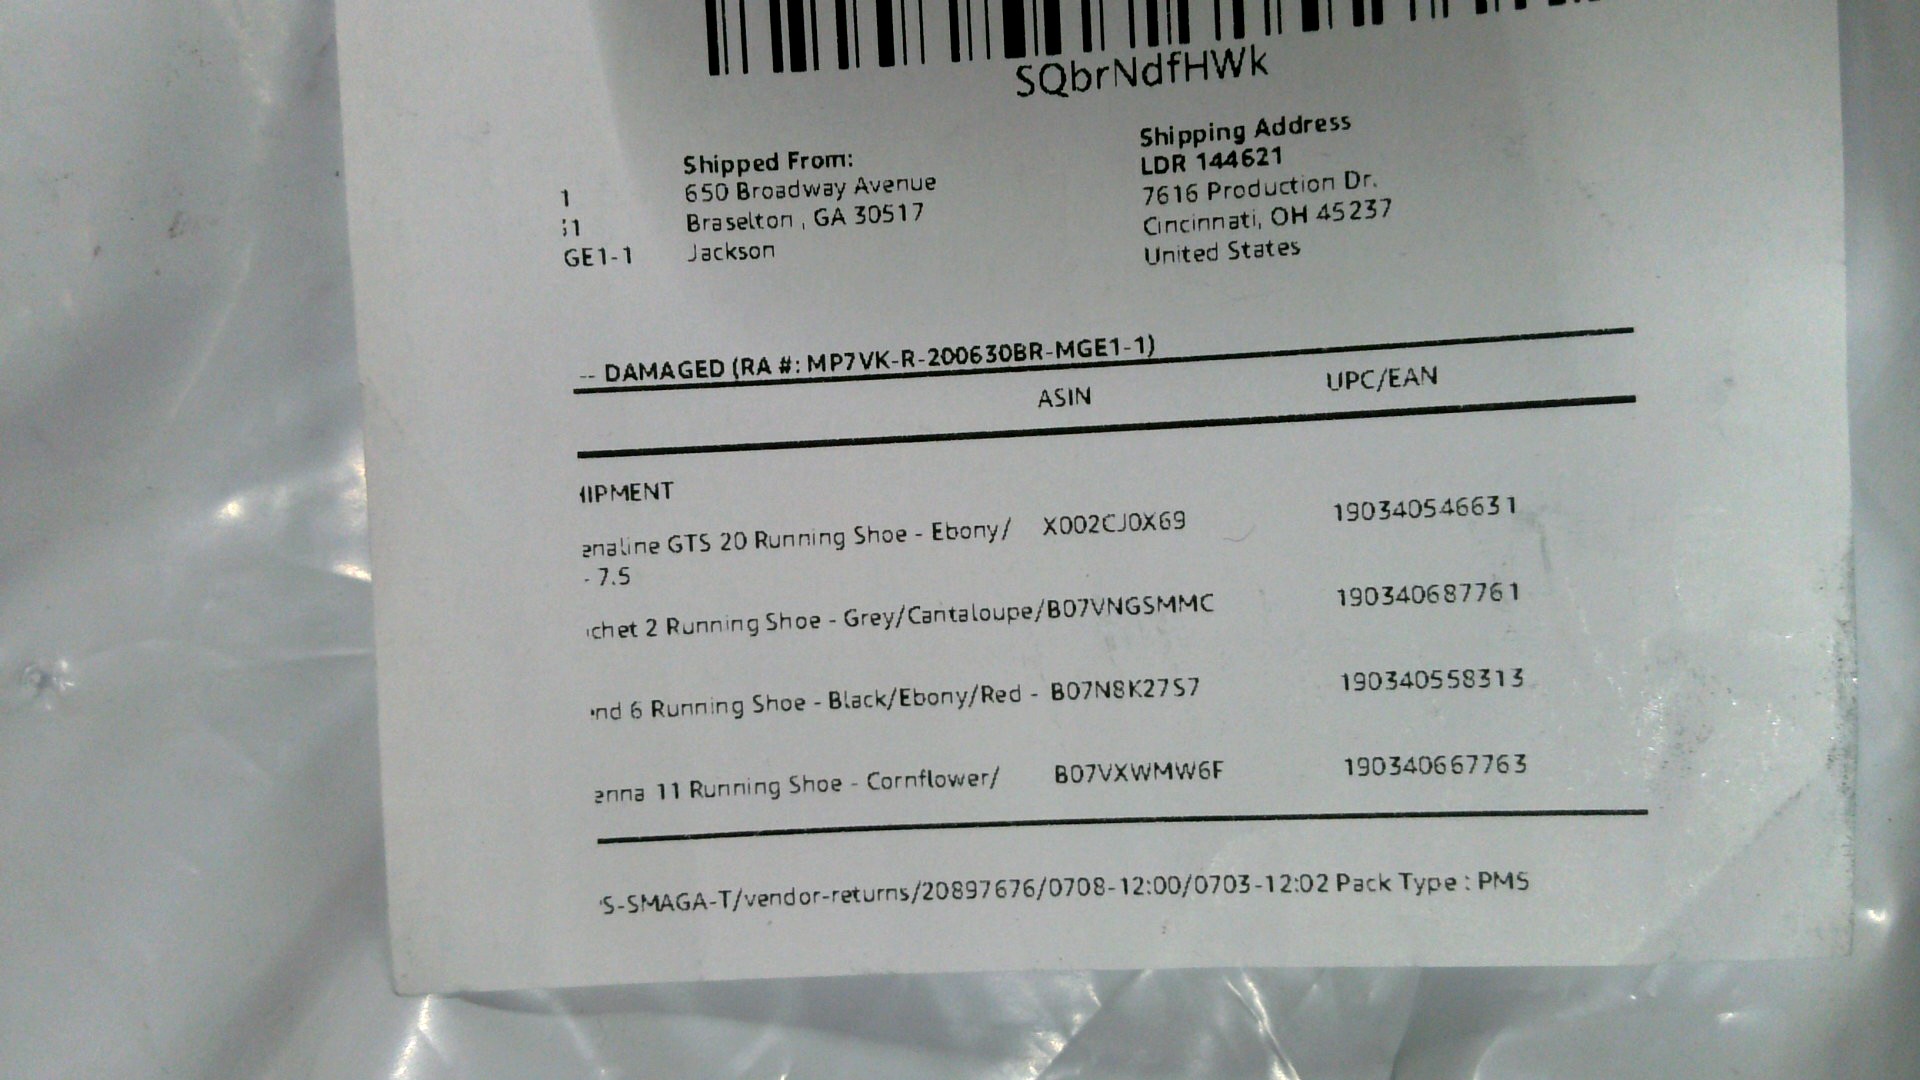 SQbrNdfHWk
Shipped From:
650 Broadway Avenue
Braselton , GA 30517
Jackson
1
51
GE1-1
Shipping Address
LDR 144621
7616 Production Dr.
Cincinnati, OH 45237
United States
-- DAMAGED (RA #: MP7VK-R-200630BR-MGE1-1)
ASIN UPC/EAN
HIPMENT
enaline GTS 20 Running Shoe - Ebony/ X002CJ0X69 190340546631
- 7.5
chet 2 Running Shoe - Grey/Cantaloupe/ B07VNGSMMC 190340687761
nd 6 Running Shoe - Black/Ebony/Red - B07N8K27S7 190340558313
enna 11 Running Shoe - Cornflower/ B07VXWMW6F 190340667763
S-SMAGA-T/vendor-returns/20897676/0708-12:00/0703-12:02 Pack Type : PM5